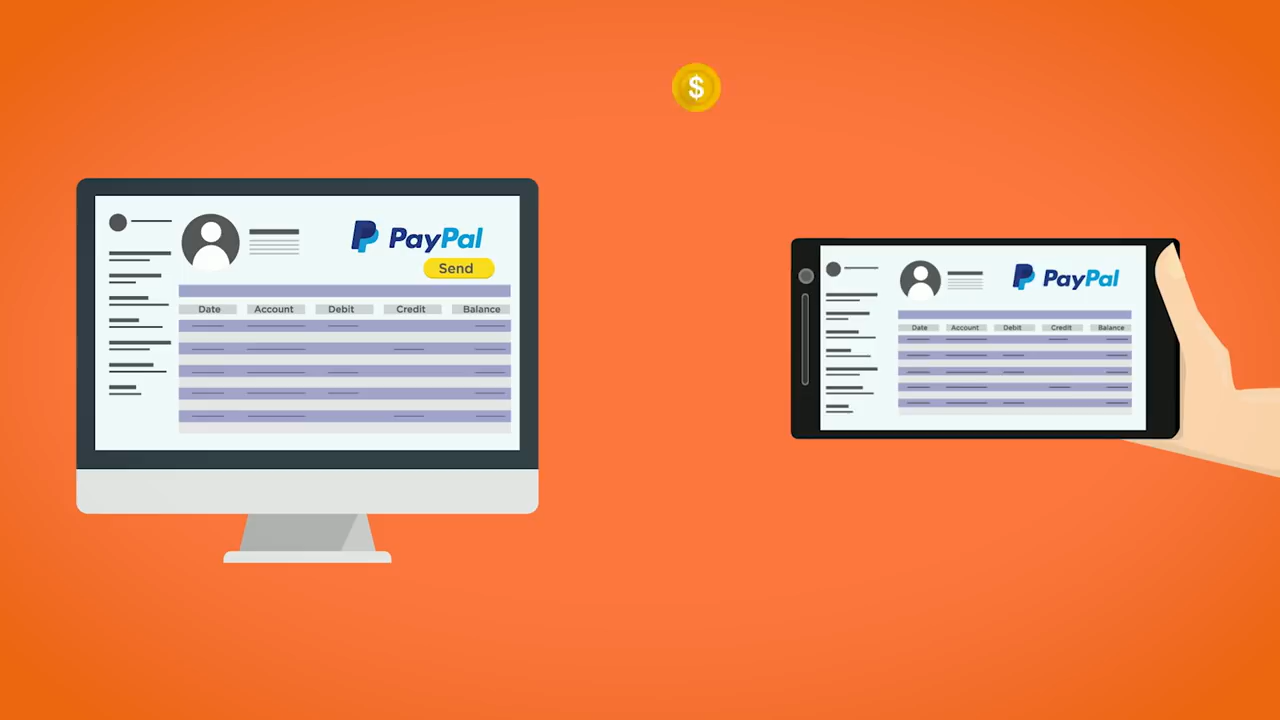 $
PayPal
Send
Date Account Debit Credit Balance
PayPal
Date Account Debit Credit Balance